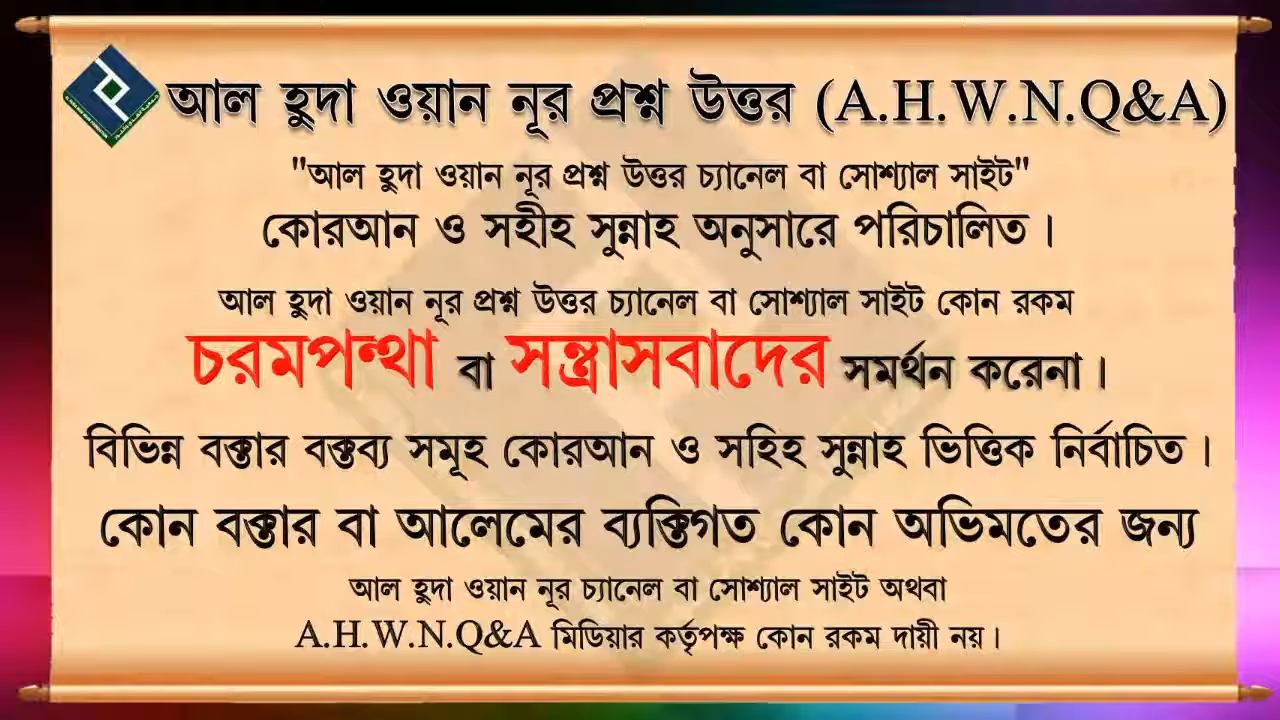 আল হুদা ওয়ান নূর প্রশ্ন উত্তর (A.H.W.N.Q&A)
"আল হুদা ওয়ান নূর প্রশ্ন উত্তর চ্যানেল বা সোশ্যাল সাইট"
কোরআন ও সহীহ সুন্নাহ অনুসারে পরিচালিত ।
আল হুদা ওয়ান নূর প্রশ্ন উত্তর চ্যানেল বা সোশ্যাল সাইট কোন রকম
চরমপন্থা বা সন্ত্রাসবাদের সমর্থন করেনা ।
বিভিন্ন বক্তার বক্তব্য সমূহ কোরআন ও সহিহ সুন্নাহ ভিত্তিক নির্বাচিত ।
কোন বক্তার বা আলেমের ব্যক্তিগত কোন অভিমতের জন্য
আল হুদা ওয়ান নূর চ্যানেল বা সোশ্যাল সাইট অথবা
A.H.W.N.Q&A মিডিয়ার কর্তৃপক্ষ কোন রকম দায়ী নয় ।